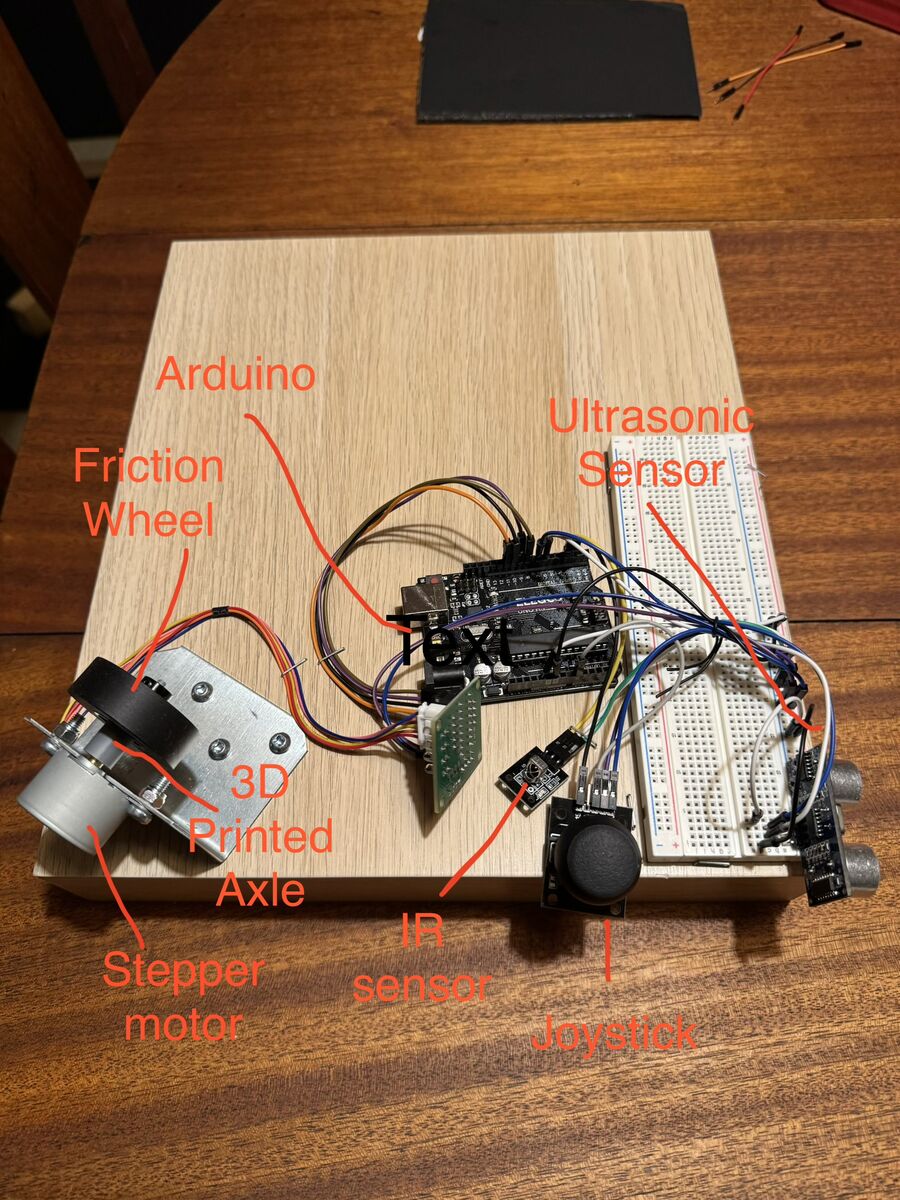 Arduino
Ultrasonic
Sensor
Friction
Wheel
3D
Printed
Axle
IR
sensor
Stepper
motor
Joystick